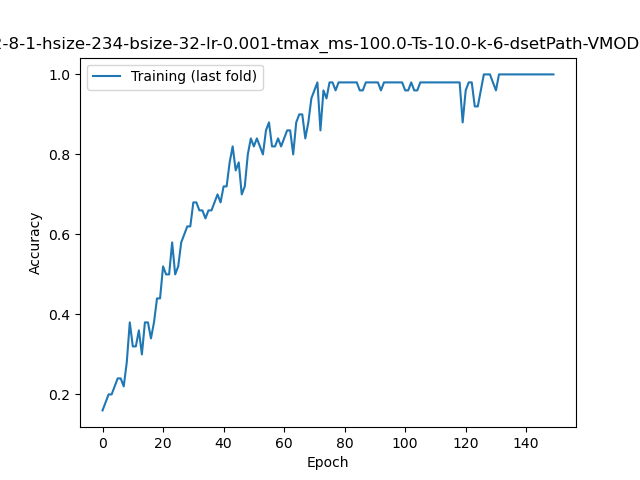 -8-1-hsize-234-bsize-32-lr-0.001-tmax_ms-100.0-Ts-10.0-k-6-dsetPath-VMOD
Training (last fold)
1.0
0.8
0.6
0.4
0.2
Accuracy
0 20 40 60 80 100 120 140
Epoch